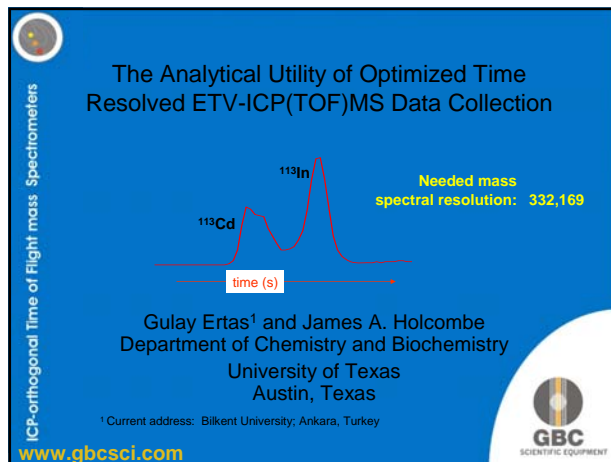 ICP-orthogonal Time of Flight mass Spectrometers
The Analytical Utility of Optimized Time
Resolved ETV-ICP(TOF)MS Data Collection
¹¹³In
¹¹³Cd
Needed mass
spectral resolution: 332,169
time (s)
Gulay Ertas¹ and James A. Holcombe
Department of Chemistry and Biochemistry
University of Texas
Austin, Texas
¹ Current address: Bilkent University; Ankara, Turkey
www.gbcsci.com
GBC
SCIENTIFIC EQUIPMENT